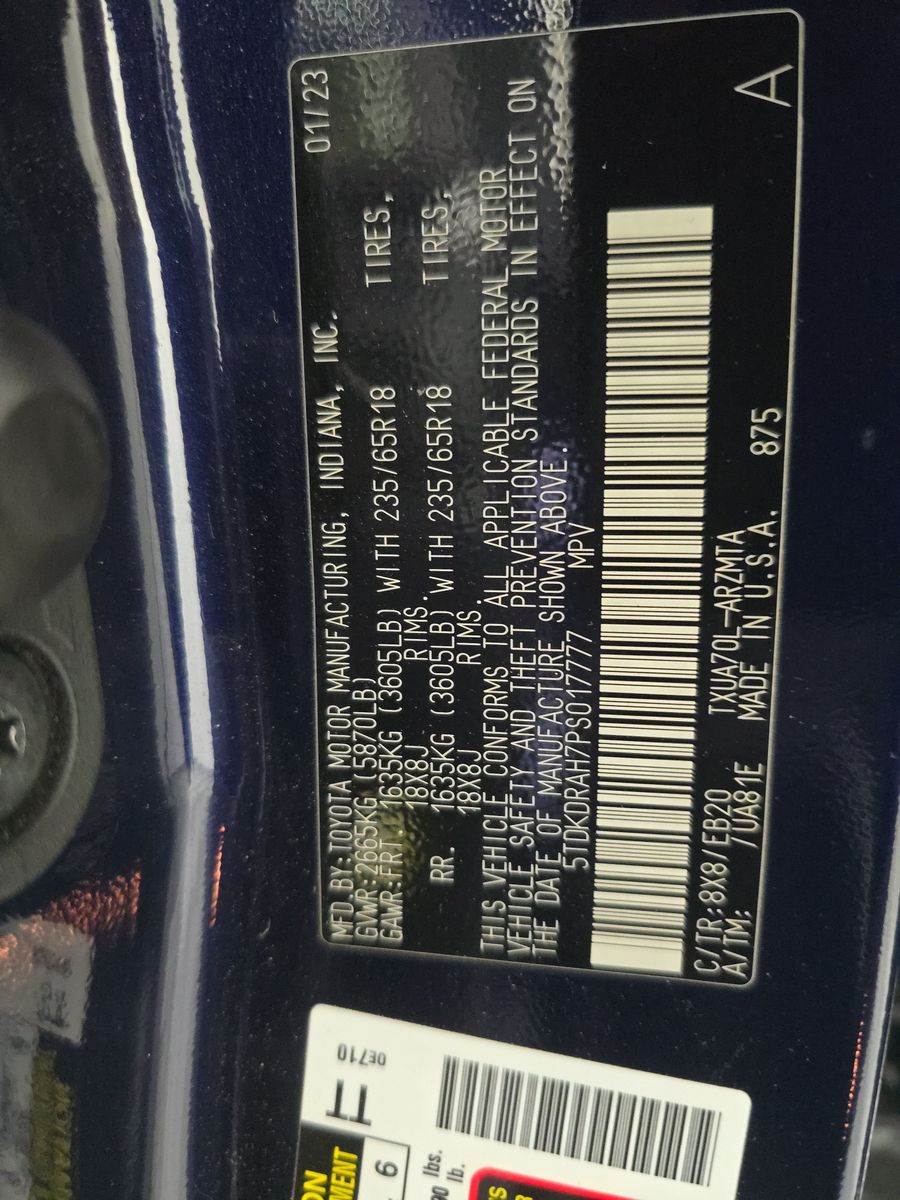 MFD BY:TOYOTA MOTOR MANUFACTURING, INDIANA, INC. 01/23
GVWR:2665KG(5870LB)
GAWR:FRT. 1635KG (3605LB) WITH 235/65R18 TIRES,
18X8J RIMS.
RR. 1635KG (3605LB) WITH 235/65R18 TIRES,
18X8J RIMS.
THIS VEHICLE CONFORMS TO ALL APPLICABLE FEDERAL MOTOR
VEHICLE SAFETY AND THEFT PREVENTION STANDARDS IN EFFECT ON
THE DATE OF MANUFACTURE SHOWN ABOVE.
5TDKDRAH7PS017777 MPV
C/TR:8X8/EB20 TXUA70L-ARZMTA
A/TM: /UA81E MADE IN U.S.A. 875
A
TT
0E710
6
lbs.
lb.